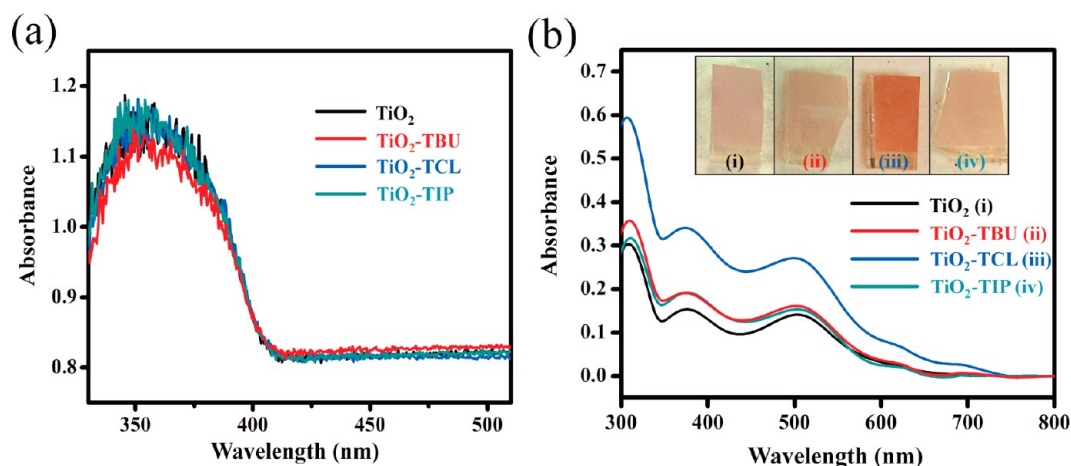 (a)
1.2
1.1
1.0
0.9
0.8
Absorbance
350
400
450
500
Wavelength (nm)
TiO₂
TiO₂-TBU
TiO₂-TCL
TiO₂-TIP
(b)
0.7
0.6
0.5
0.4
0.3
0.2
0.1
0.0
Absorbance
300
400
500
600
700
800
Wavelength (nm)
(i)
(ii)
(iii)
(iv)
TiO₂ (i)
TiO₂-TBU (ii)
TiO₂-TCL (iii)
TiO₂-TIP (iv)